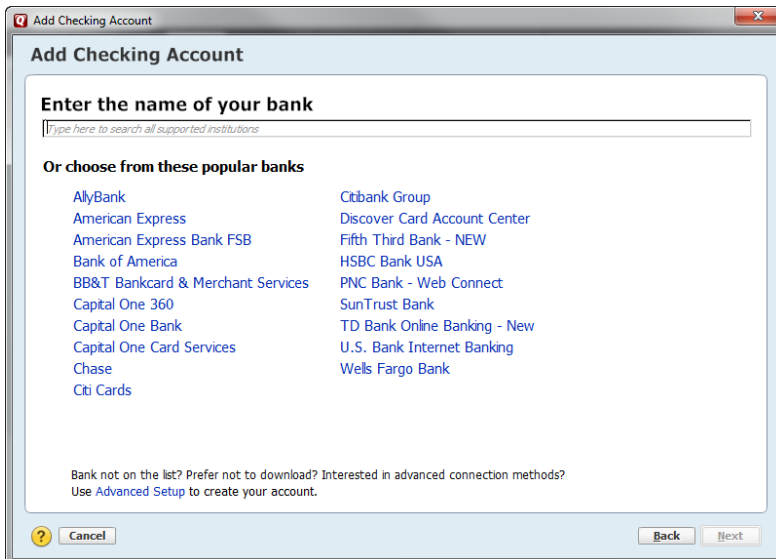 Add Checking Account
Add Checking Account
Enter the name of your bank
Type here to search all supported institutions
Or choose from these popular banks
AllyBank
American Express
American Express Bank FSB
Bank of America
BB&T Bankcard & Merchant Services
Capital One 360
Capital One Bank
Capital One Card Services
Chase
Citi Cards
Citibank Group
Discover Card Account Center
Fifth Third Bank - NEW
HSBC Bank USA
PNC Bank - Web Connect
SunTrust Bank
TD Bank Online Banking - New
U.S. Bank Internet Banking
Wells Fargo Bank
Bank not on the list? Prefer not to download? Interested in advanced connection methods?
Use Advanced Setup to create your account.
? Cancel Back Next